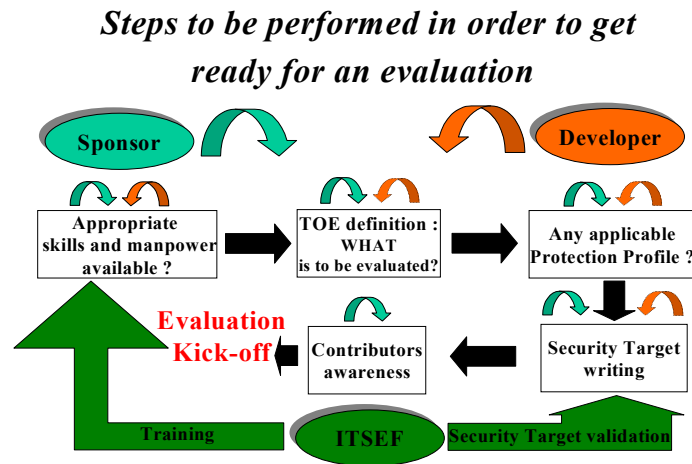 Steps to be performed in order to get
ready for an evaluation
Sponsor
Developer
Appropriate
skills and manpower
available ?
TOE definition :
WHAT
is to be evaluated?
Any applicable
Protection Profile ?
Evaluation
Kick-off
Contributors
awareness
Security Target
writing
Training
ITSEF
Security Target validation